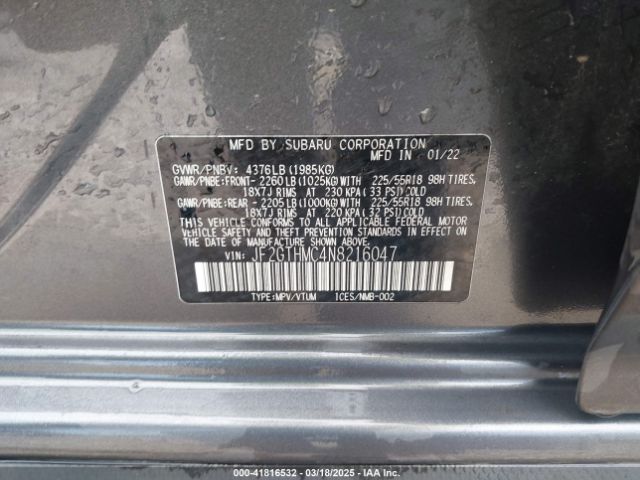 MFD BY SUBARU CORPORATION
MFD IN 01/22
GVWR/PNBV: 4376LB (1985KG)
GAWR/PNBE:FRONT-2260LB (1025KG)WITH 225/55R18 98H TIRES,
18X7J RIMS AT 230 KPA (33 PSI)COLD
GAWR/PNBE:REAR -2205LB (1000KG)WITH 225/55R18 98H TIRES,
18X7J RIMS AT 220 KPA (32 PSI)COLD
THIS VEHICLE CONFORMS TO ALL APPLICABLE FEDERAL MOTOR
VEHICLE SAFETY STANDARDS IN EFFECT ON THE DATE OF
MANUFACTURE SHOWN ABOVE.
VIN: JF2GTHMC4N8216047
TYPE:MPV/VTUM ICES/NMB-002
000-41816532 — 03/18/2025 — IAA Inc.